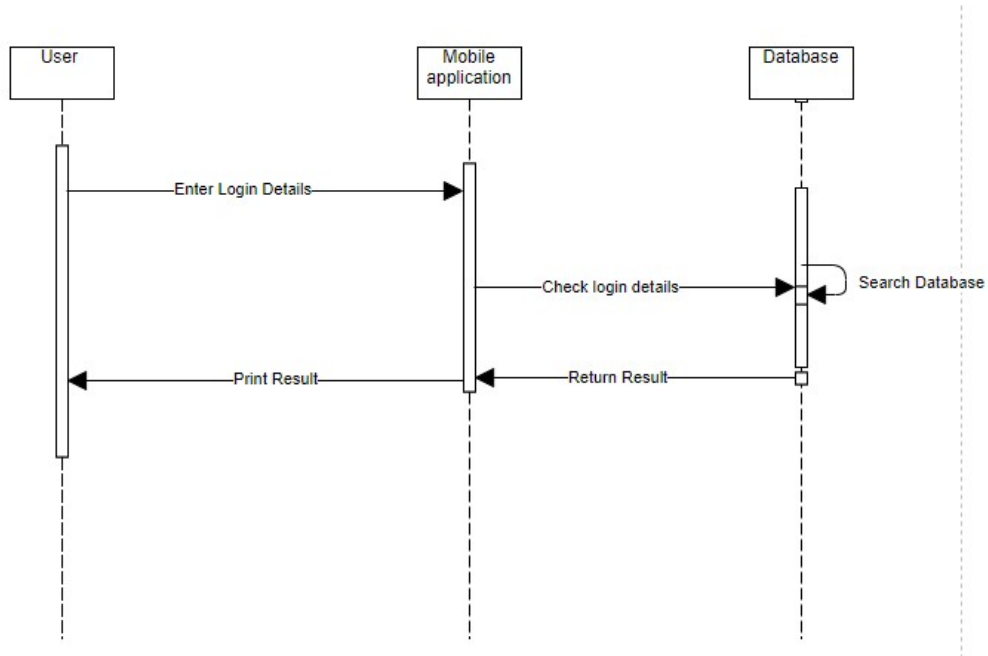 User
Mobile
application
Database
Enter Login Details
Check login details
Search Database
Print Result
Return Result